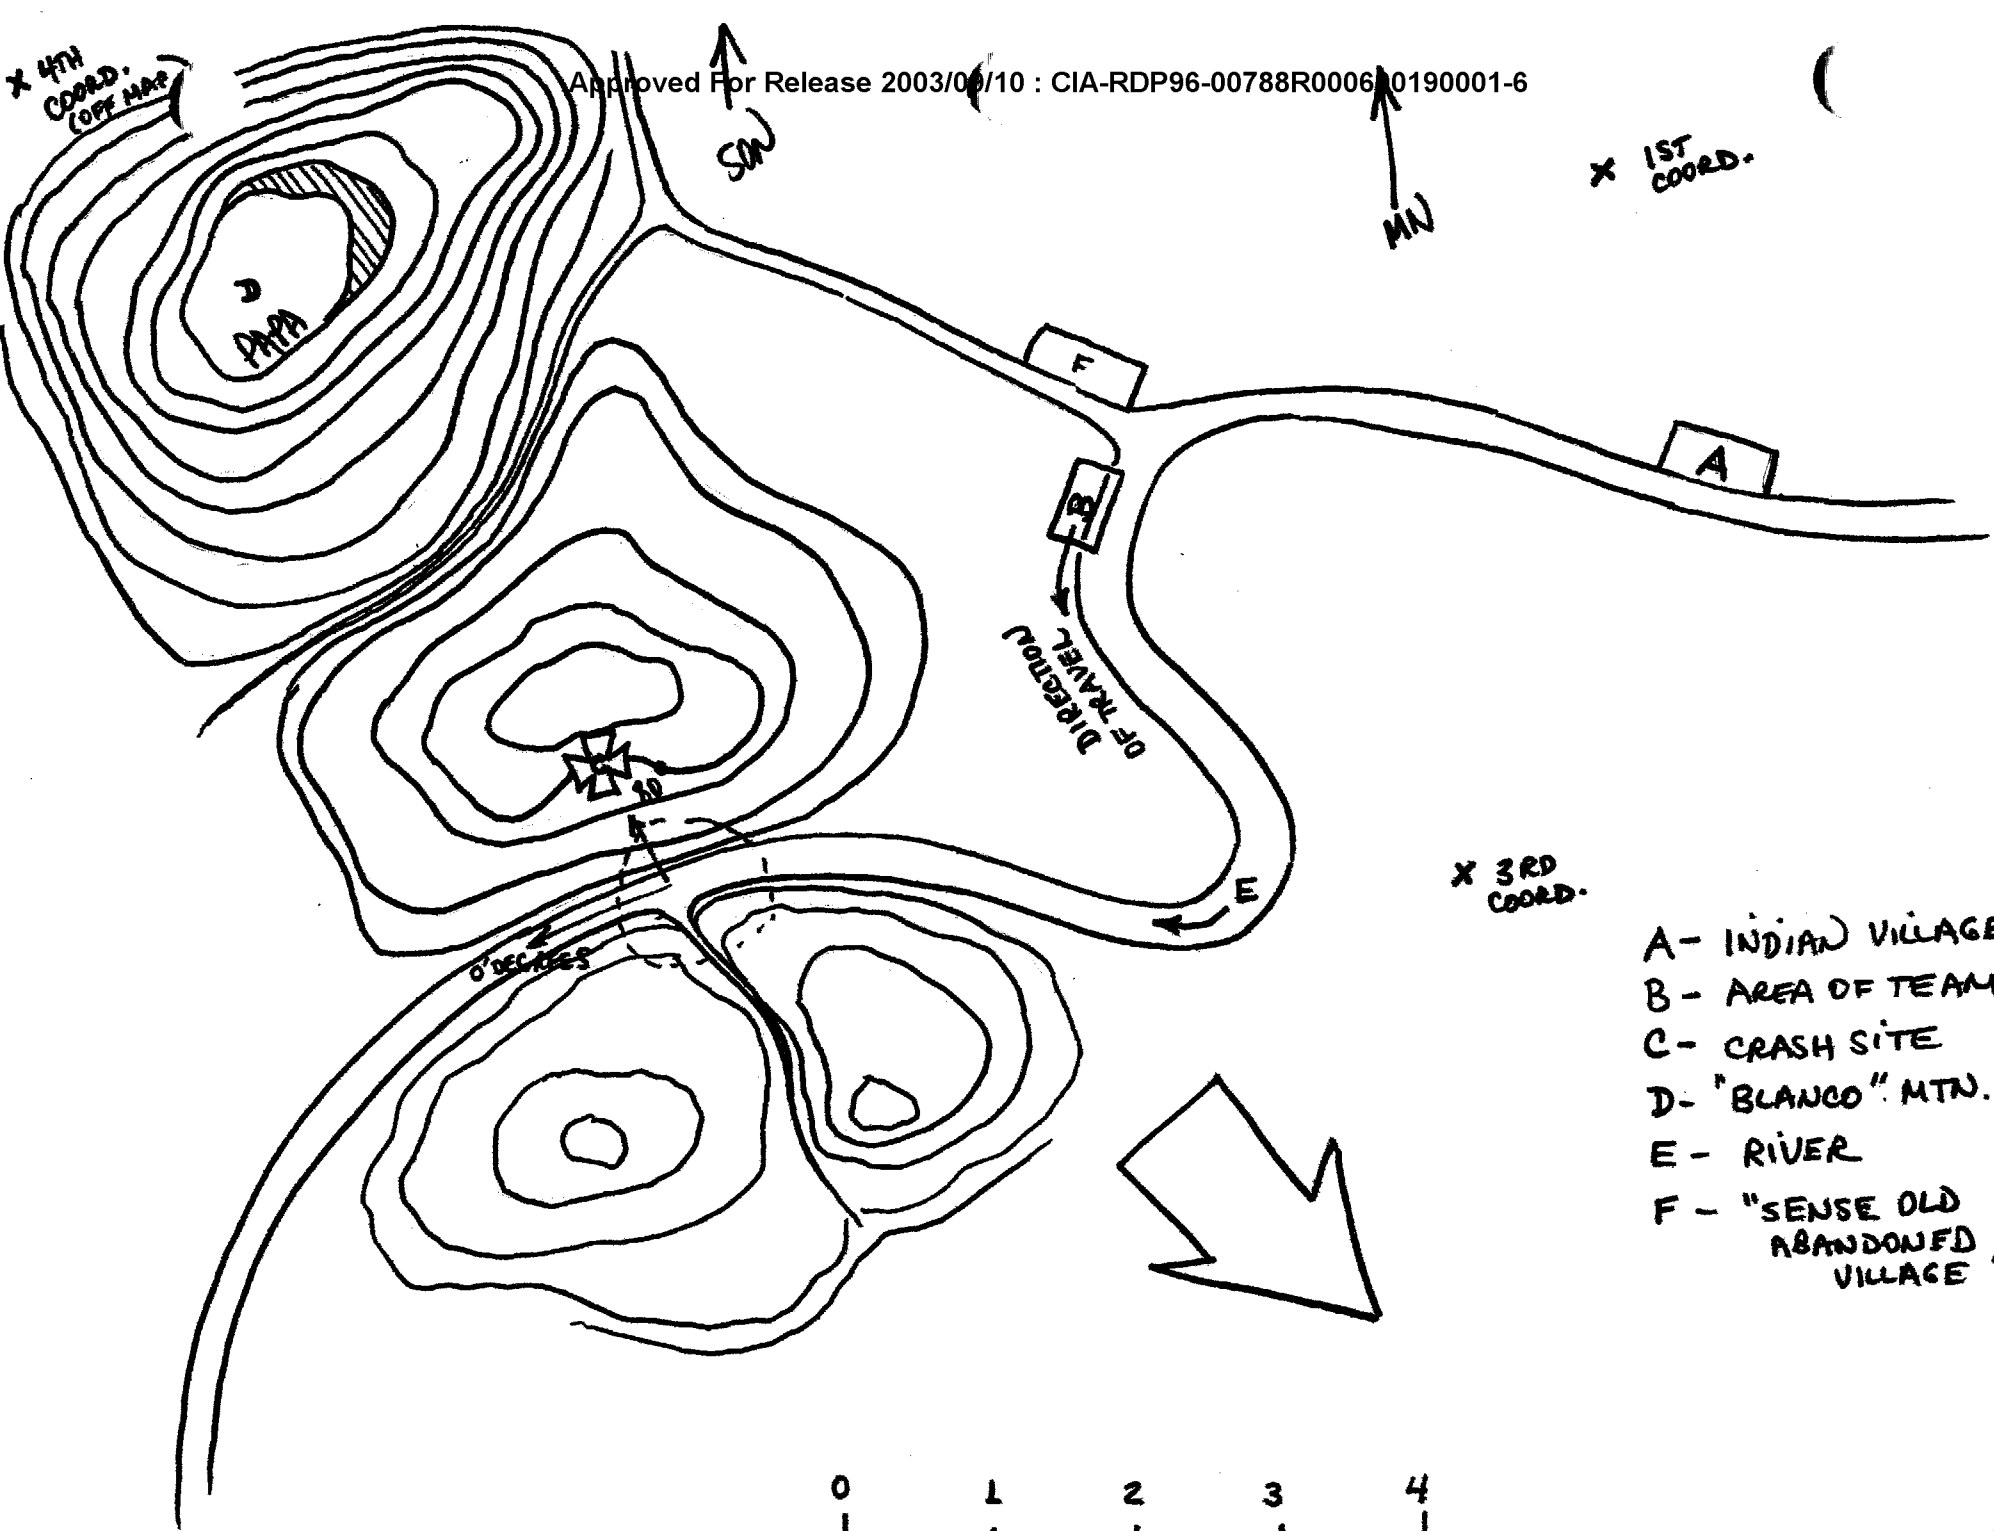 X 4TH
COORD.
(OFF MAP
Approved For Release 2003/09/10 : CIA-RDP96-00788R000600190001-6
MN
X 1ST
COORD.
D
PAPA
F
A
B
DIRECTION
OF TRAVEL
C
E
X 3RD
COORD.
O'DEGREES
A- INDIAN VILLAGE
B- AREA OF TEAM
C- CRASH SITE
D- "BLANCO" MTN.
E- RIVER
F- "SENSE OLD
ABANDONED
VILLAGE
0 1 2 3 4